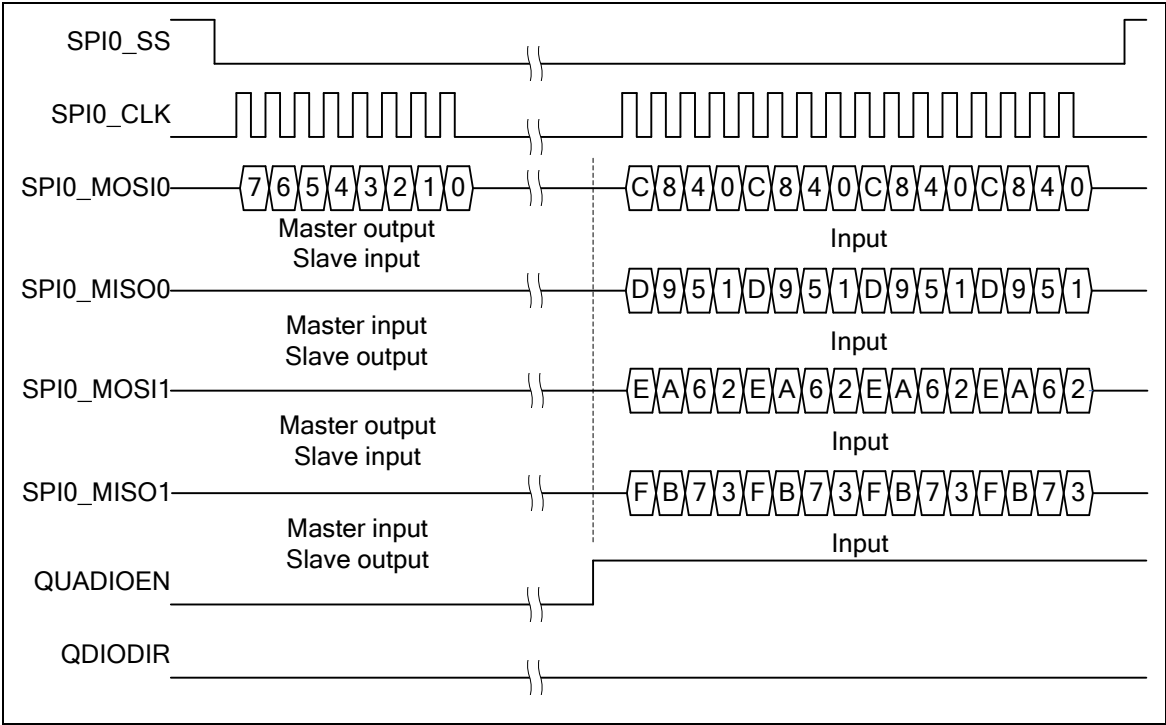 SPI0_SS
SPI0_CLK
SPI0_MOSI0 7 6 5 4 3 2 1 0 C 8 4 0 C 8 4 0 C 8 4 0 C 8 4 0
Master output
Slave input
Input
SPI0_MISO0 D 9 5 1 D 9 5 1 D 9 5 1 D 9 5 1
Master input
Slave output
Input
SPI0_MOSI1 E A 6 2 E A 6 2 E A 6 2 E A 6 2
Master output
Slave input
Input
SPI0_MISO1 F B 7 3 F B 7 3 F B 7 3 F B 7 3
Master input
Slave output
Input
QUADIOEN
QDIODIR